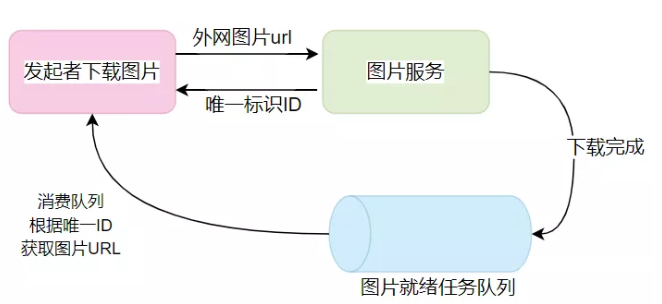 外网图片url
发起者下载图片
图片服务
唯一标识ID
下载完成
消费队列
根据唯一ID
获取图片URL
图片就绪任务队列